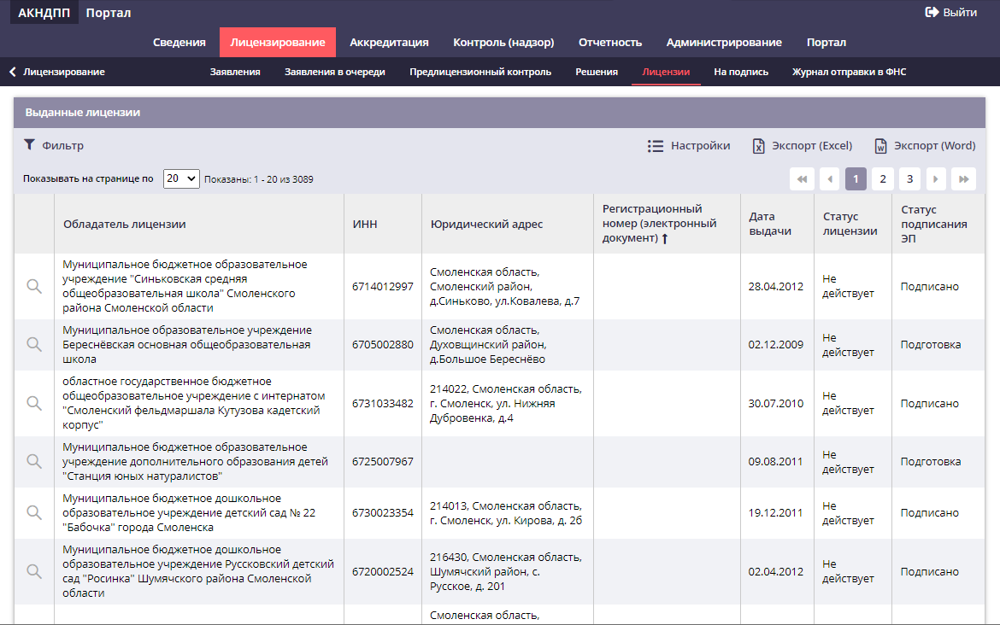 АКНДПП Портал Выйти
Сведения Лицензирование Аккредитация Контроль (надзор) Отчетность Администрирование Портал
Лицензирование Заявления Заявления в очереди Предлицензионный контроль Решения Лицензии На подпись Журнал отправки в ФНС
Выданные лицензии
Фильтр Настройки Экспорт (Excel) Экспорт (Word)
Показывать на странице по 20 Показаны: 1 - 20 из 3089 1 2 3
Обладатель лицензии
ИНН
Юридический адрес
Регистрационный
номер (электронный
документ)
Дата
выдачи
Статус
лицензии
Статус
подписания
ЭП
Муниципальное бюджетное образовательное
учреждение "Синьковская средняя
общеобразовательная школа" Смоленского
района Смоленской области
6714012997
Смоленская область,
Смоленский район,
д.Синьково, ул.Ковалева, д.7
28.04.2012
Не
действует
Подписано
Муниципальное образовательное учреждение
Береснёвская основная общеобразовательная
школа
6705002880
Смоленская область,
Духовщинский район,
д.Большое Береснёво
02.12.2009
Не
действует
Подготовка
областное государственное бюджетное
общеобразовательное учреждение с интернатом
"Смоленский фельдмаршала Кутузова кадетский
корпус"
6731033482
214022, Смоленская область,
г. Смоленск, ул. Нижняя
Дубровенка, д.4
30.07.2010
Не
действует
Подписано
Муниципальное бюджетное образовательное
учреждение дополнительного образования детей
"Станция юных натуралистов"
6725007967
09.08.2011
Не
действует
Подготовка
Муниципальное бюджетное дошкольное
образовательное учреждение детский сад № 22
"Бабочка" города Смоленска
6730023354
214013, Смоленская область,
г. Смоленск, ул. Кирова, д. 2б
19.12.2011
Не
действует
Подписано
Муниципальное бюджетное дошкольное
образовательное учреждение Руссковский детский
сад "Росинка" Шумячского района Смоленской
области
6720002524
216430, Смоленская область,
Шумячский район, с.
Русское, д. 201
02.04.2012
Не
действует
Подписано
Смоленская область,